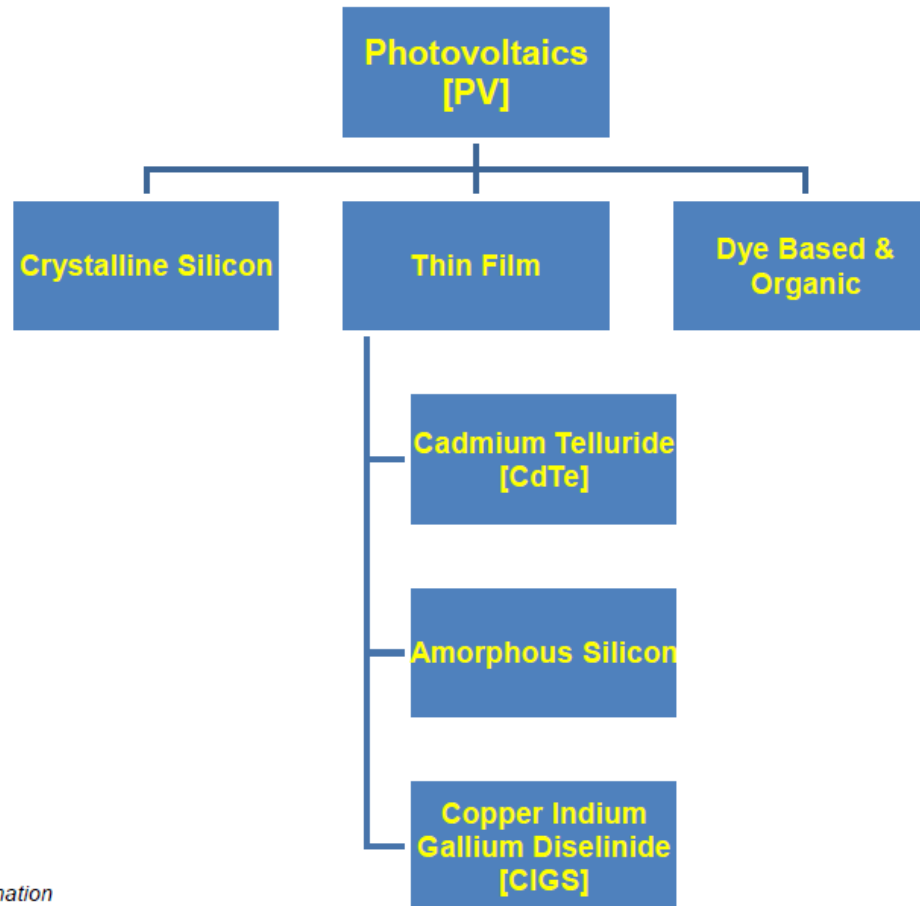 Photovoltaics
[PV]
Crystalline Silicon
Thin Film
Dye Based &
Organic
Cadmium Telluride
[CdTe]
Amorphous Silicon
Copper Indium
Gallium Diselinide
[CIGS]